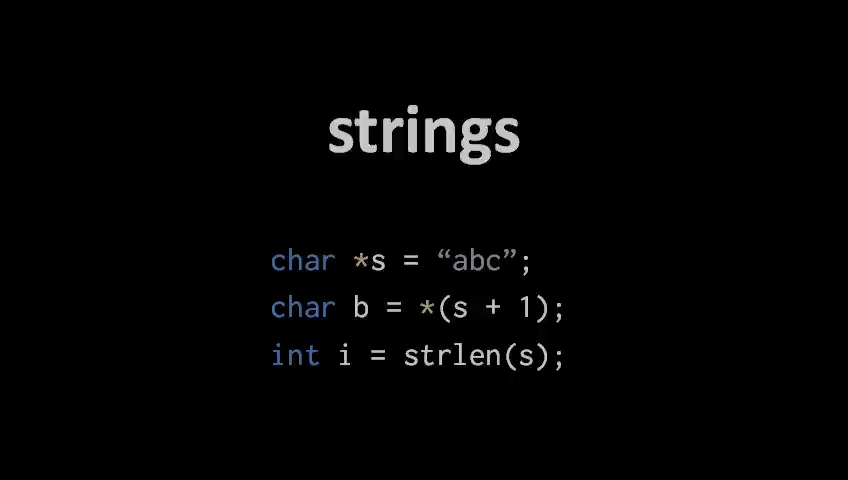 strings
char *s = “abc”;
char b = *(s + 1);
int i = strlen(s);